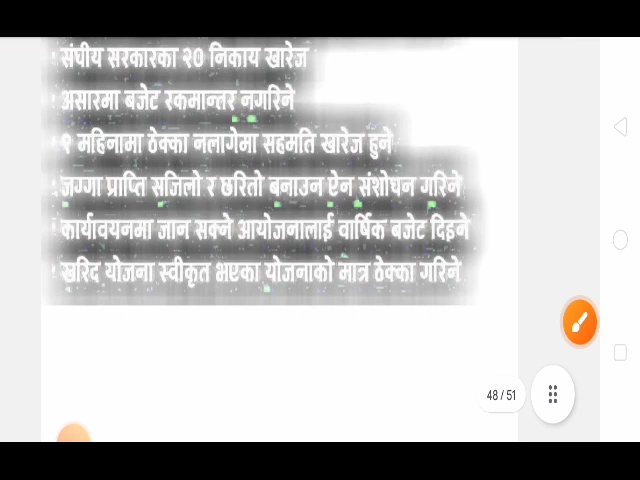 संघीय सरकारका २० निकाय खारेज
असारमा बजेट रकमान्तर नगरिने
९ महिनामा ठेक्का नलागेमा सहमति खारेज हुने
जग्गा प्राप्ति सजिलो र छरितो बनाउन ऐन संशोधन गरिने
कार्यावयनमा जान सक्ने आयोजनालाई वार्षिक बजेट दिइने
खरिद योजना स्वीकृत भएका योजनाको मात्र ठेक्का गरिने
48 / 51